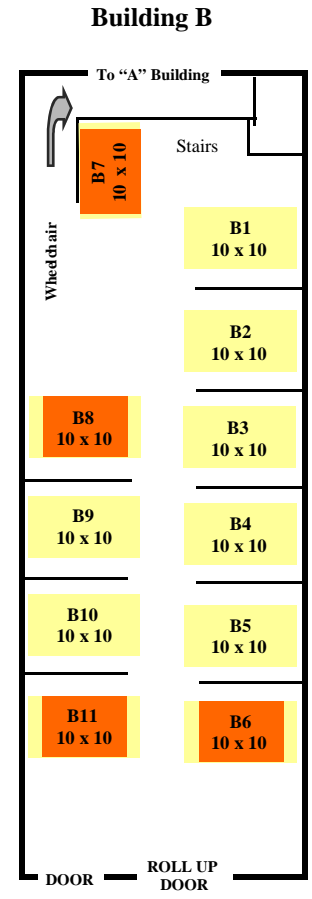 Building B
To “A” Building
Stairs
B7
10 x 10
Wheelchair
B1
10 x 10
B2
10 x 10
B8
10 x 10
B3
10 x 10
B9
10 x 10
B4
10 x 10
B10
10 x 10
B5
10 x 10
B11
10 x 10
B6
10 x 10
DOOR
ROLL UP
DOOR